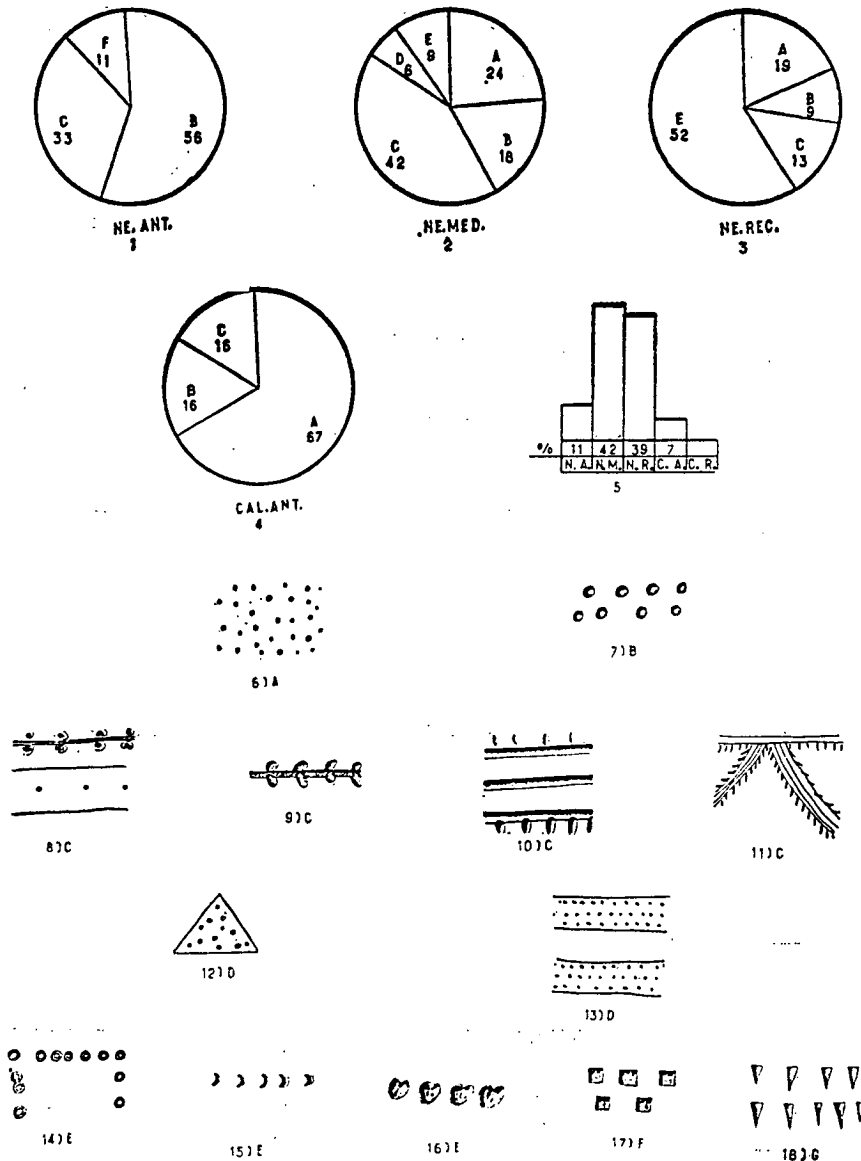 F
11
B
56
C
33
NE.ANT.
1
E
9
A
24
D
6
B
18
C
42
NE.MED.
2
A
19
B
9
E
52
C
13
NE.REC.
3
C
16
B
16
A
67
CAL.ANT.
4
% 11 42 39 7
N.A. N.M. N.R. C.A. C.R.
5
6)A
7)B
8)C
9)C
10)C
11)C
12)D
13)D
14)E
15)E
16)E
17)F
18)G